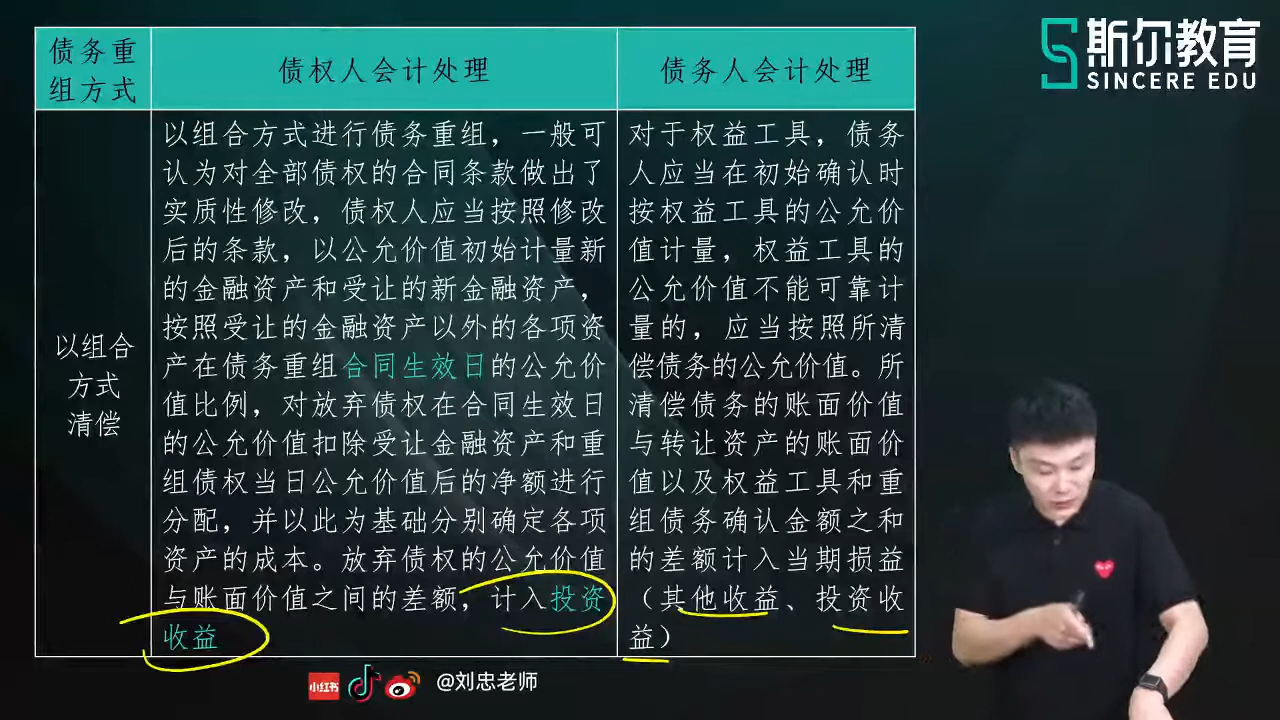 斯尔教育
SINCERE EDU
债务重
组方式
债权人会计处理
债务人会计处理
以组合
方式
清偿
以组合方式进行债务重组，一般可
认为对全部债权的合同条款做出了
实质性修改，债权人应当按照修改
后的条款，以公允价值初始计量新
的金融资产和受让的新金融资产，
按照受让的金融资产以外的各项资
产在债务重组合同生效日的公允价
值比例，对放弃债权在合同生效日
的公允价值扣除受让金融资产和重
组债权当日公允价值后的净额进行
分配，并以此为基础分别确定各项
资产的成本。放弃债权的公允价值
与账面价值之间的差额，计入投资
收益
对于权益工具，债务
人应当在初始确认时
按权益工具的公允价
值计量，权益工具的
公允价值不能可靠计
量的，应当按照所清
偿债务的公允价值。所
清偿债务的账面价值
与转让资产的账面价
值以及权益工具和重
组债务确认金额之和
的差额计入当期损益
（其他收益、投资收
益）
小红书
@刘忠老师